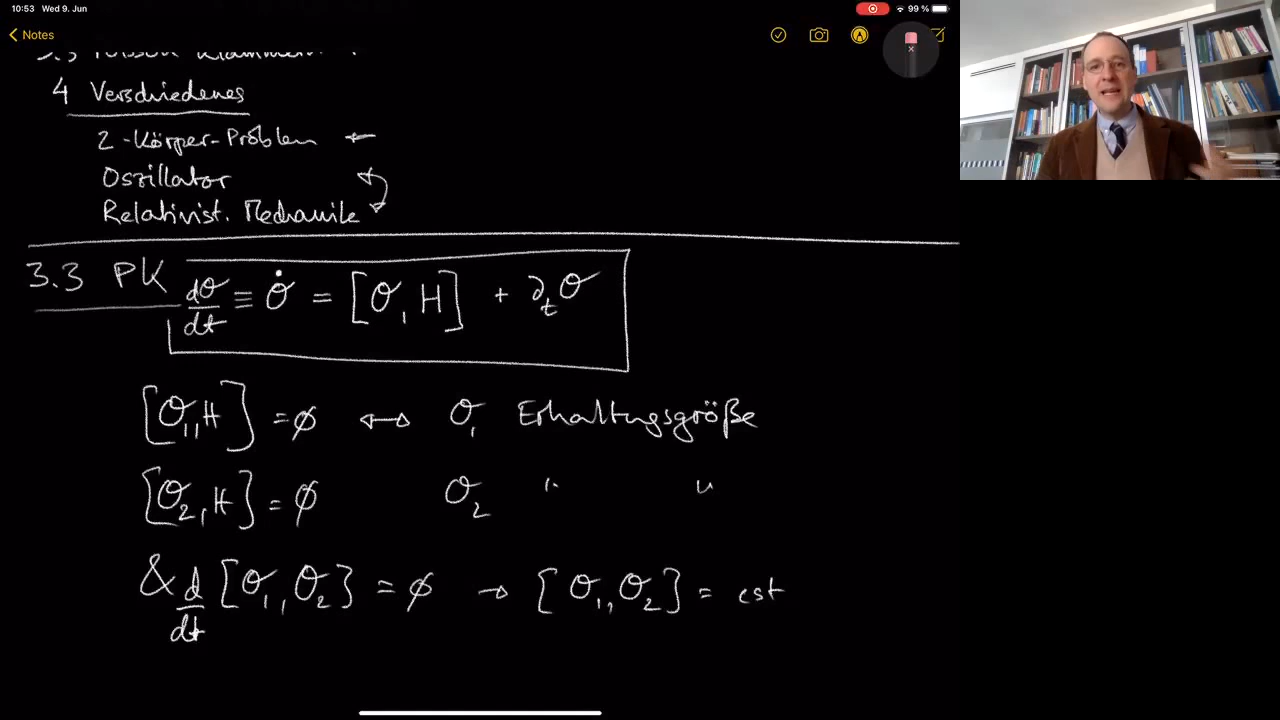 10:53 Wed 9. Jun 99 %
Notes
4 Verschiedenes
2-Körper-Problem ←
Oszillator
Relativist. Mechanik
3.3 PK dO/dt ≡ Ȯ = [O, H] + ∂_t O
[O₁, H] = ∅ ↔ O₁ Erhaltungsgröße
[O₂, H] = ∅ O₂ " "
& d/dt [O₁, O₂] = ∅ → [O₁, O₂] = cst